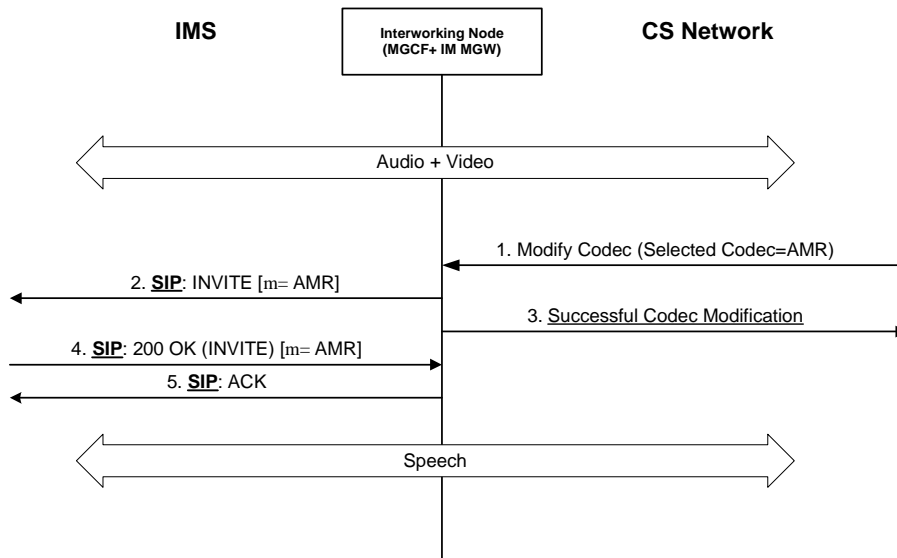 IMS
Interworking Node
(MGCF+ IM MGW)
CS Network
Audio + Video
1. Modify Codec (Selected Codec=AMR)
2. SIP: INVITE [m= AMR]
3. Successful Codec Modification
4. SIP: 200 OK (INVITE) [m= AMR]
5. SIP: ACK
Speech